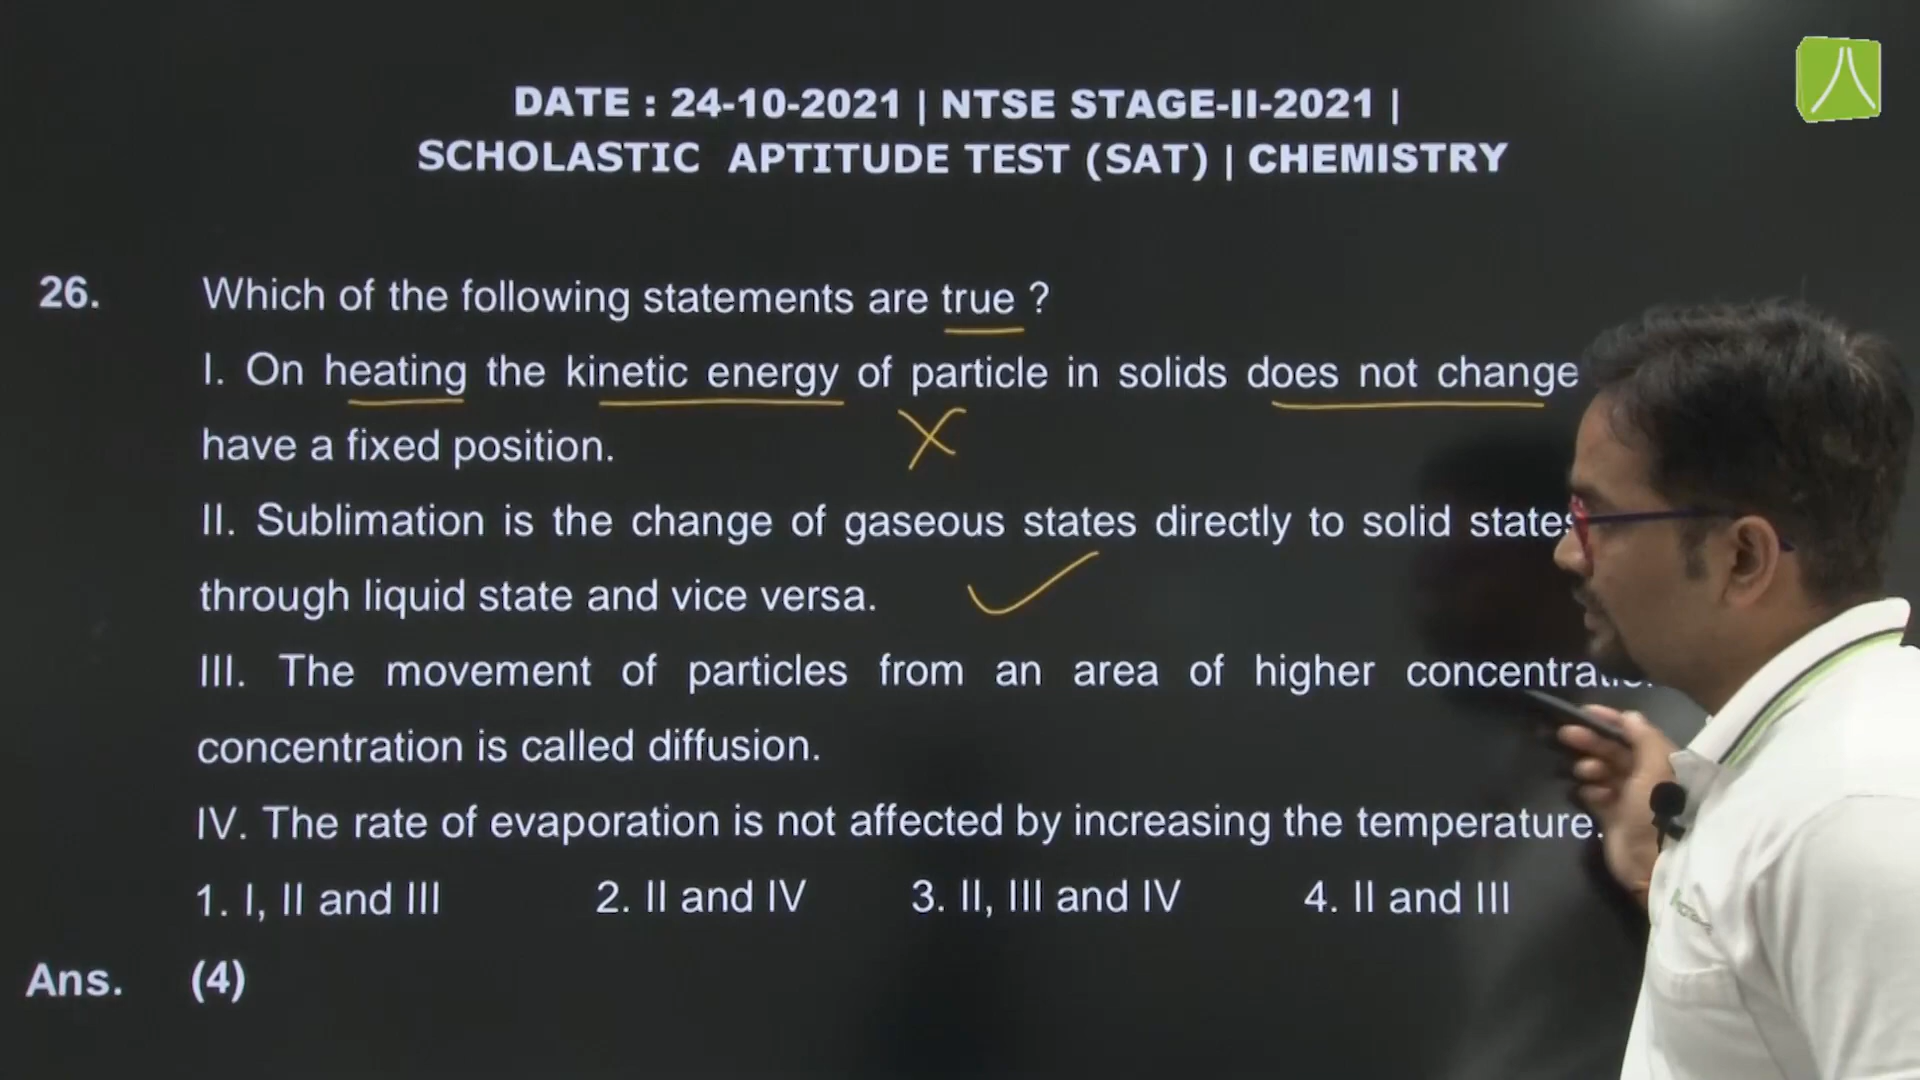 DATE : 24-10-2021 | NTSE STAGE-II-2021 |
SCHOLASTIC APTITUDE TEST (SAT) | CHEMISTRY
26. Which of the following statements are true ?
I. On heating the kinetic energy of particle in solids does not change
have a fixed position.
II. Sublimation is the change of gaseous states directly to solid states
through liquid state and vice versa.
III. The movement of particles from an area of higher
concentration is called diffusion.
IV. The rate of evaporation is not affected by increasing the temperature.
1. I, II and III 2. II and IV 3. II, III and IV 4. II and III
Ans. (4)